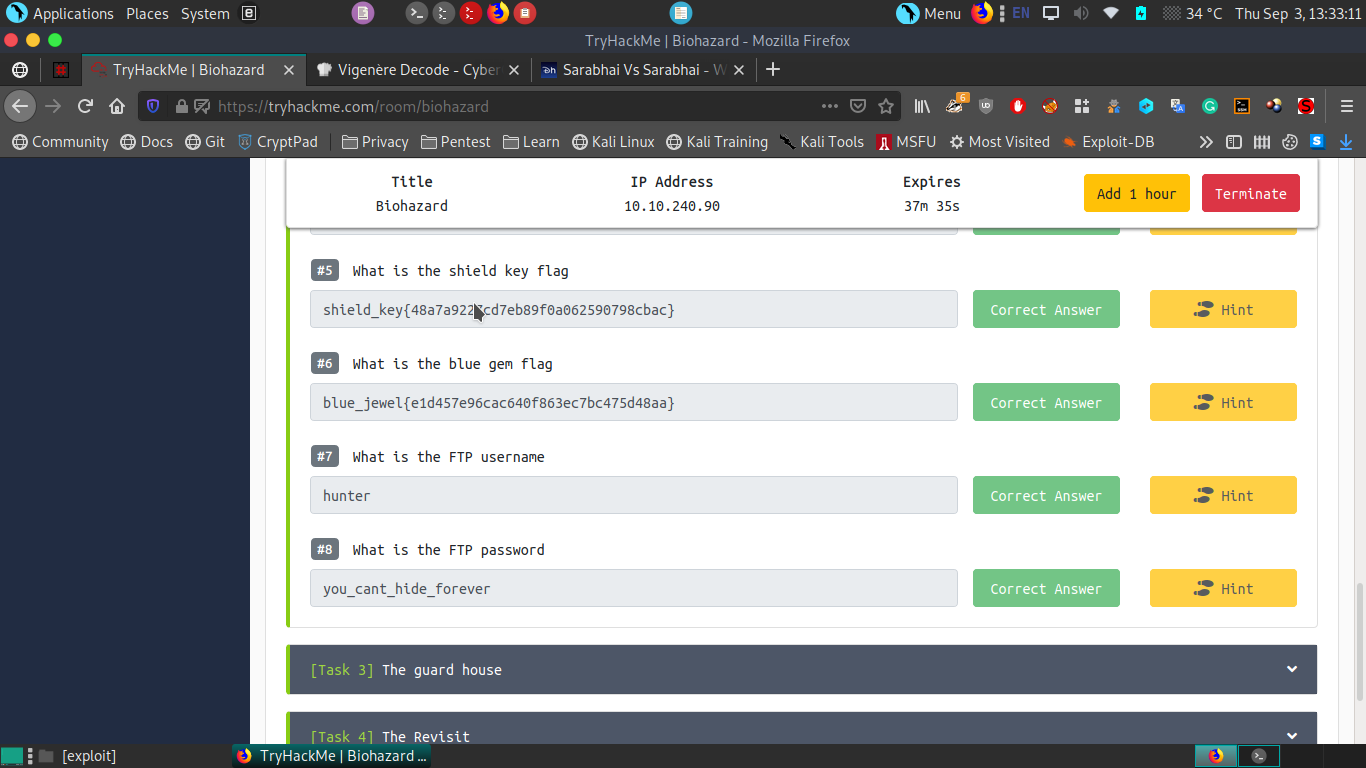 Applications Places System Menu EN 34 °C Thu Sep 3, 13:33:11
TryHackMe | Biohazard - Mozilla Firefox
TryHackMe | Biohazard Vigenère Decode - Cyber Sarabhai Vs Sarabhai - W
https://tryhackme.com/room/biohazard 6
Community Docs Git CryptPad Privacy Pentest Learn Kali Linux Kali Training Kali Tools MSFU Most Visited Exploit-DB
Title IP Address Expires
Biohazard 10.10.240.90 37m 35s
Add 1 hour Terminate
#5 What is the shield key flag
shield_key{48a7a9227cd7eb89f0a062590798cbac} Correct Answer Hint
#6 What is the blue gem flag
blue_jewel{e1d457e96cac640f863ec7bc475d48aa} Correct Answer Hint
#7 What is the FTP username
hunter Correct Answer Hint
#8 What is the FTP password
you_cant_hide_forever Correct Answer Hint
[Task 3] The guard house
[Task 4] The Revisit
[exploit] TryHackMe | Biohazard ...